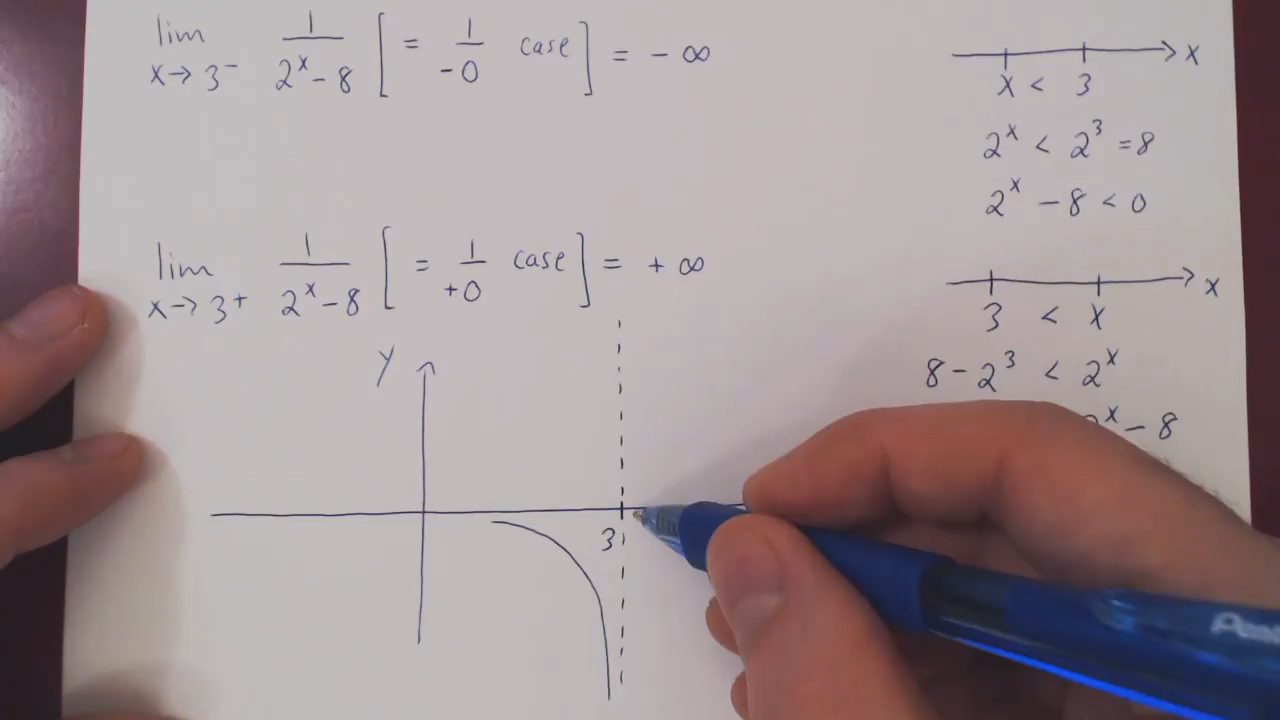 lim x→3⁻ 1/(2ˣ-8) [ = 1/-0 case ] = -∞
lim x→3+ 1/(2ˣ-8) [ = 1/+0 case ] = +∞
y
3
x
x < 3
2ˣ < 2³ = 8
2ˣ - 8 < 0
x
3 < x
8 - 2³ < 2ˣ
ˣ - 8